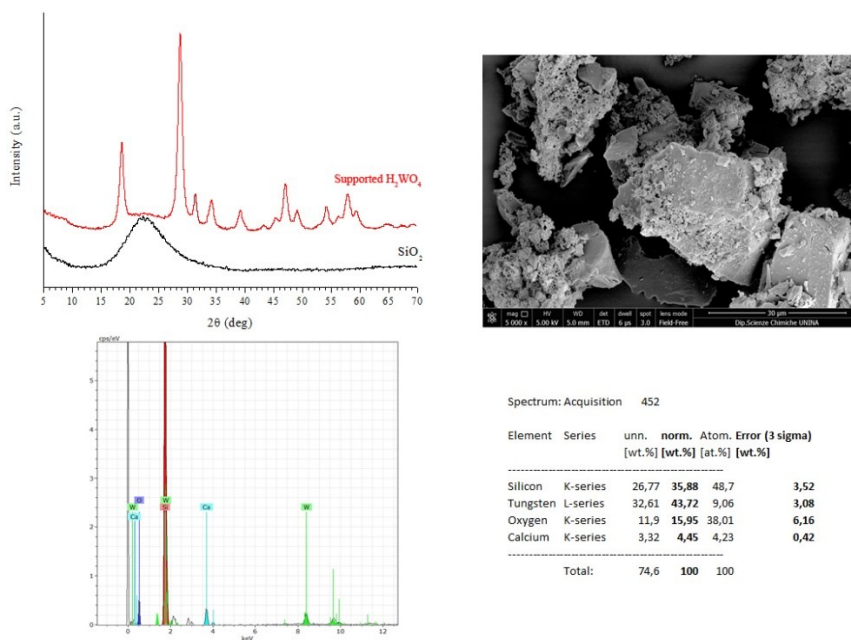 Intensity (a.u.)
Supported H₂WO₄
SiO₂
5 10 15 20 25 30 35 40 45 50 55 60 65 70
2θ (deg)
mag □ HV WD det dwell spot lens mode 30 µm
5 000 x 5.00 kV 5.0 mm ETD 6 µs 3.0 Field-Free Dip.Scienze Chimiche UNINA
cps/eV
5
4
3
2
1
0
O W
W Ca Si Ca W
0 2 4 6 8 10 12
keV
Spectrum: Acquisition 452
Element Series unn. norm. Atom. Error (3 sigma)
[wt.%] [wt.%] [at.%] [wt.%]
Silicon K-series 26,77 35,88 48,7 3,52
Tungsten L-series 32,61 43,72 9,06 3,08
Oxygen K-series 11,9 15,95 38,01 6,16
Calcium K-series 3,32 4,45 4,23 0,42
Total: 74,6 100 100